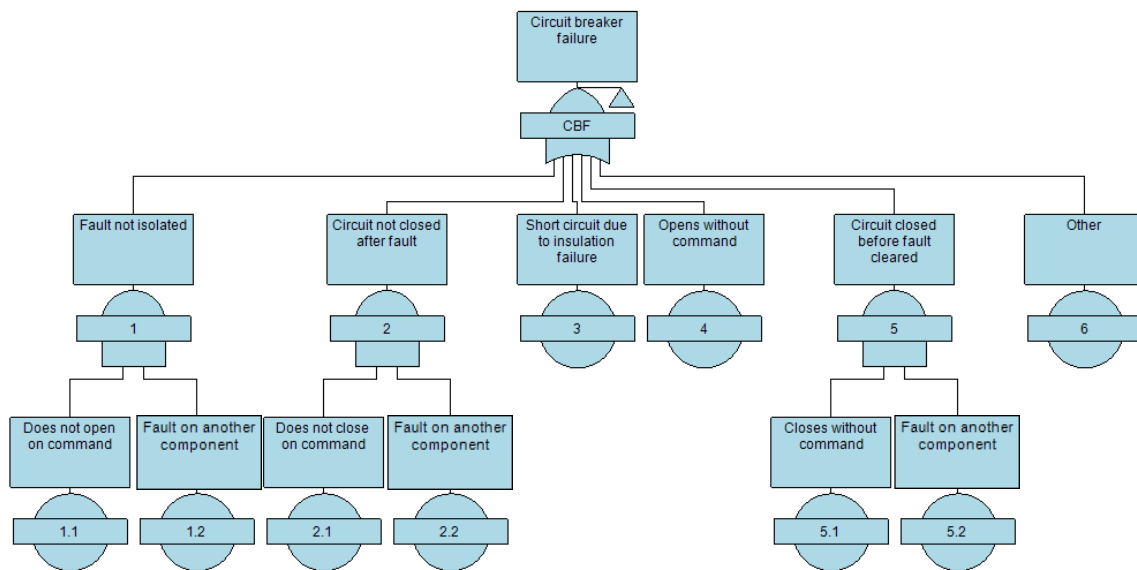 Circuit breaker
failure
CBF
Fault not isolated
Circuit not closed
after fault
Short circuit due
to insulation
failure
Opens without
command
Circuit closed
before fault
cleared
Other
1
2
3
4
5
6
Does not open
on command
Fault on another
component
Does not close
on command
Fault on another
component
Closes without
command
Fault on another
component
1.1
1.2
2.1
2.2
5.1
5.2